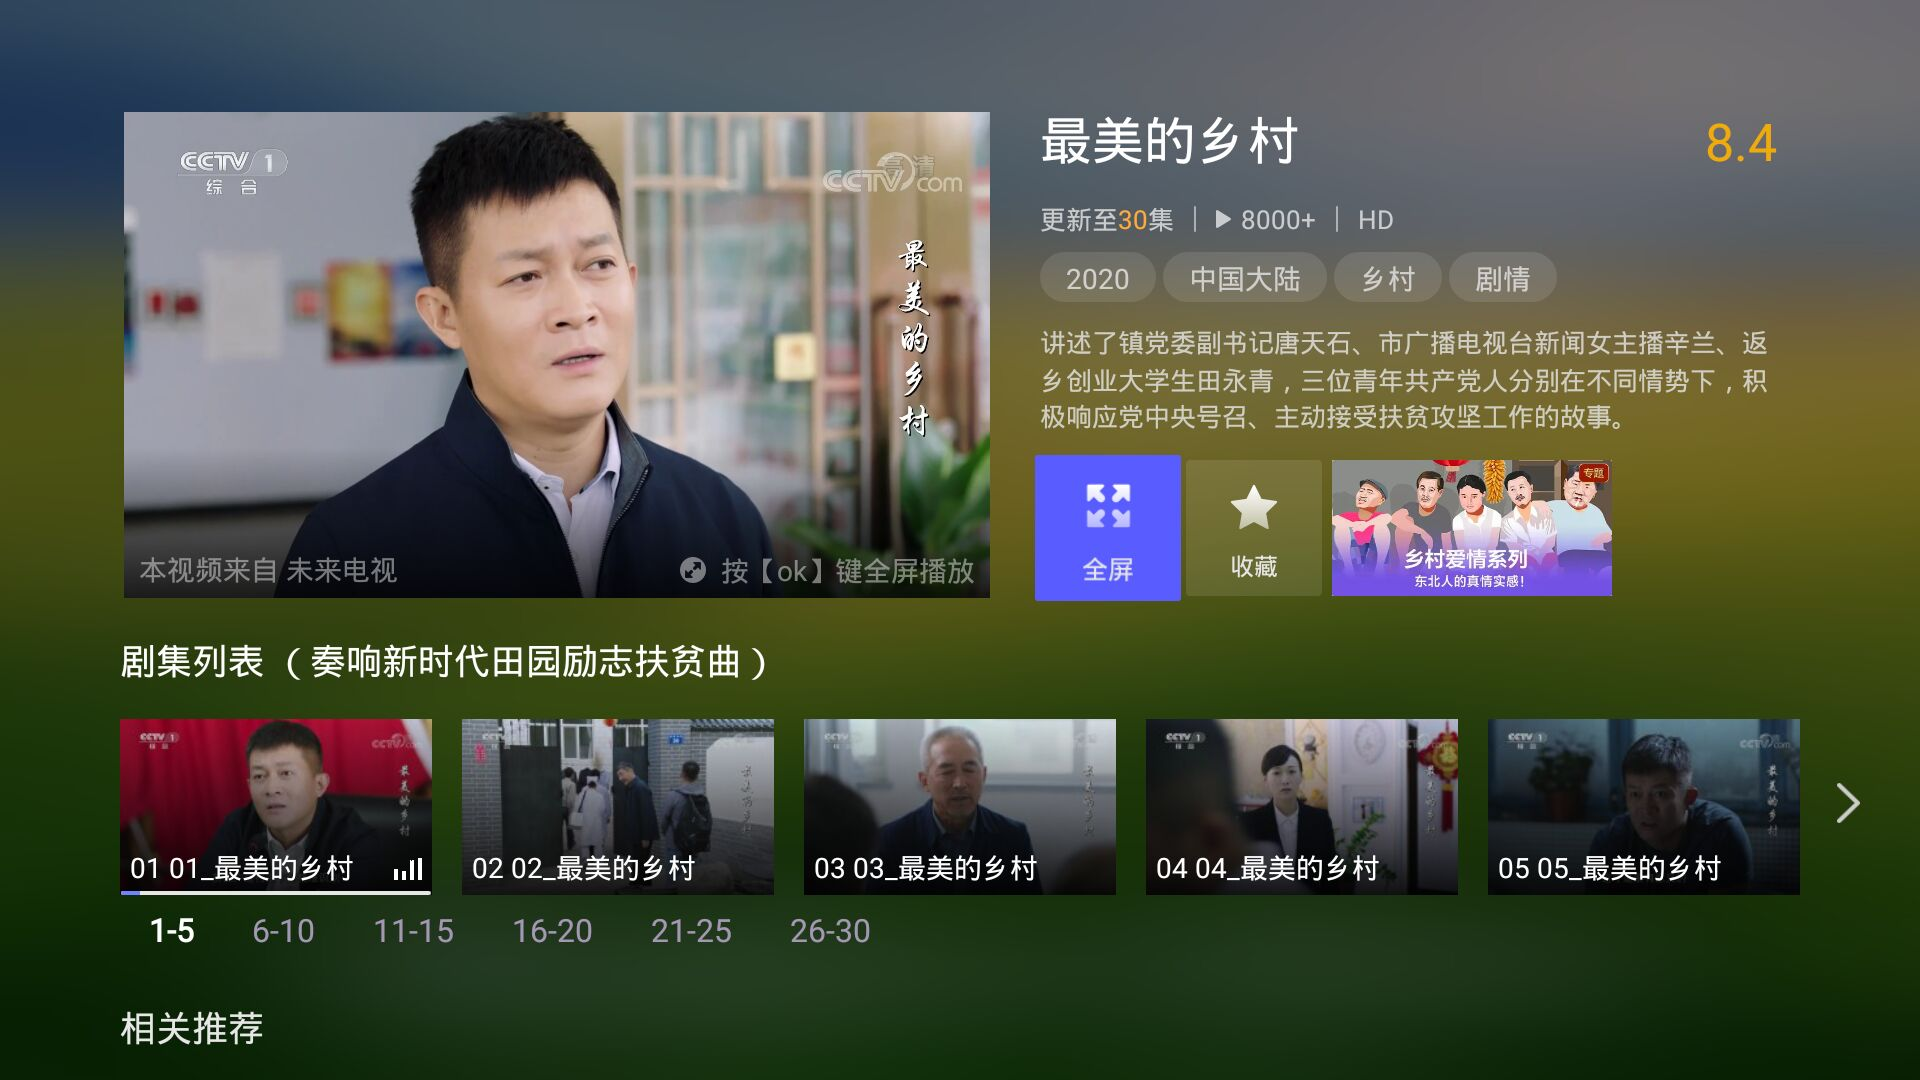 最美的乡村
8.4
更新至30集 | 8000+ | HD
2020 中国大陆 乡村 剧情
讲述了镇党委副书记唐天石、市广播电视台新闻女主播辛兰、返
乡创业大学生田永青，三位青年共产党人分别在不同情势下，积
极响应党中央号召、主动接受扶贫攻坚工作的故事。
CCTV 1
综合
高清
CCTV.com
最美的乡村
本视频来自 未来电视
按【ok】键全屏播放
全屏
收藏
专题
乡村爱情系列
东北人的真情实感！
剧集列表 （奏响新时代田园励志扶贫曲）
01 01_最美的乡村
02 02_最美的乡村
03 03_最美的乡村
04 04_最美的乡村
05 05_最美的乡村
1-5 6-10 11-15 16-20 21-25 26-30
相关推荐